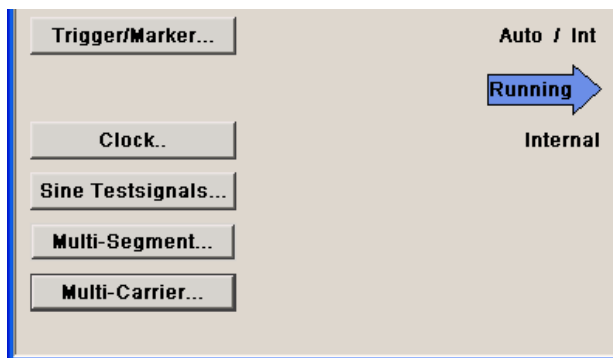 Trigger/Marker... Auto / Int
Running
Clock.. Internal
Sine Testsignals...
Multi-Segment...
Multi-Carrier...